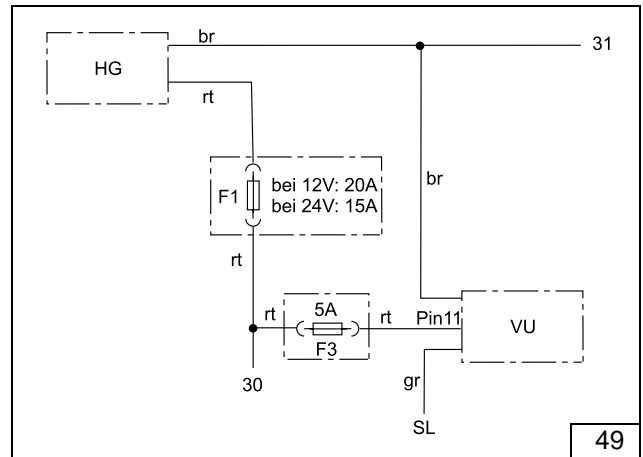 br
31
HG
rt
F1
bei 12V: 20A
bei 24V: 15A
br
rt
rt
5A
F3
rt
Pin11
VU
30
gr
SL
49